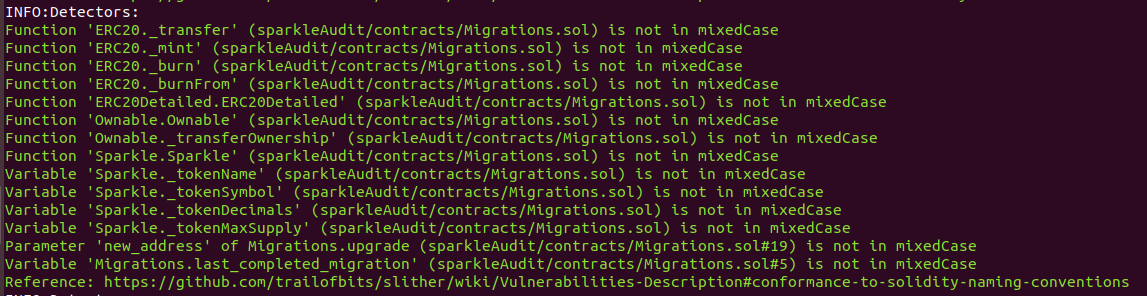 INFO:Detectors:
Function 'ERC20._transfer' (sparkleAudit/contracts/Migrations.sol) is not in mixedCase
Function 'ERC20._mint' (sparkleAudit/contracts/Migrations.sol) is not in mixedCase
Function 'ERC20._burn' (sparkleAudit/contracts/Migrations.sol) is not in mixedCase
Function 'ERC20._burnFrom' (sparkleAudit/contracts/Migrations.sol) is not in mixedCase
Function 'ERC20Detailed.ERC20Detailed' (sparkleAudit/contracts/Migrations.sol) is not in mixedCase
Function 'Ownable.Ownable' (sparkleAudit/contracts/Migrations.sol) is not in mixedCase
Function 'Ownable._transferOwnership' (sparkleAudit/contracts/Migrations.sol) is not in mixedCase
Function 'Sparkle.Sparkle' (sparkleAudit/contracts/Migrations.sol) is not in mixedCase
Variable 'Sparkle._tokenName' (sparkleAudit/contracts/Migrations.sol) is not in mixedCase
Variable 'Sparkle._tokenSymbol' (sparkleAudit/contracts/Migrations.sol) is not in mixedCase
Variable 'Sparkle._tokenDecimals' (sparkleAudit/contracts/Migrations.sol) is not in mixedCase
Variable 'Sparkle._tokenMaxSupply' (sparkleAudit/contracts/Migrations.sol) is not in mixedCase
Parameter 'new_address' of Migrations.upgrade (sparkleAudit/contracts/Migrations.sol#19) is not in mixedCase
Variable 'Migrations.last_completed_migration' (sparkleAudit/contracts/Migrations.sol#5) is not in mixedCase
Reference: https://github.com/trailofbits/slither/wiki/Vulnerabilities-Description#conformance-to-solidity-naming-conventions